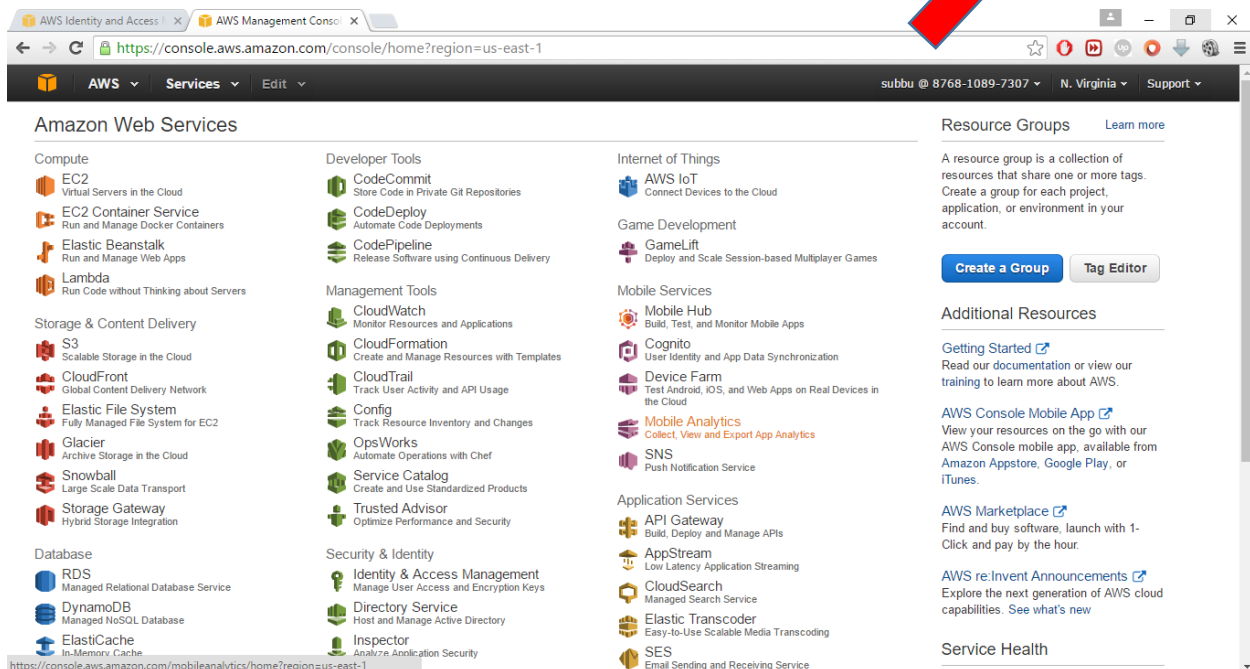 AWS Identity and Access
AWS Management Consol
https://console.aws.amazon.com/console/home?region=us-east-1
Up
AWS Services Edit
subbu @ 8768-1089-7307 N. Virginia Support
Amazon Web Services
Compute
EC2
Virtual Servers in the Cloud
EC2 Container Service
Run and Manage Docker Containers
Elastic Beanstalk
Run and Manage Web Apps
Lambda
Run Code without Thinking about Servers
Storage & Content Delivery
S3
Scalable Storage in the Cloud
CloudFront
Global Content Delivery Network
Elastic File System
Fully Managed File System for EC2
Glacier
Archive Storage in the Cloud
Snowball
Large Scale Data Transport
Storage Gateway
Hybrid Storage Integration
Database
RDS
Managed Relational Database Service
DynamoDB
Managed NoSQL Database
ElastiCache
In-Memory Cache
Developer Tools
CodeCommit
Store Code in Private Git Repositories
CodeDeploy
Automate Code Deployments
CodePipeline
Release Software using Continuous Delivery
Management Tools
CloudWatch
Monitor Resources and Applications
CloudFormation
Create and Manage Resources with Templates
CloudTrail
Track User Activity and API Usage
Config
Track Resource Inventory and Changes
OpsWorks
Automate Operations with Chef
Service Catalog
Create and Use Standardized Products
Trusted Advisor
Optimize Performance and Security
Security & Identity
Identity & Access Management
Manage User Access and Encryption Keys
Directory Service
Host and Manage Active Directory
Inspector
Analyze Application Security
Internet of Things
AWS IoT
Connect Devices to the Cloud
Game Development
GameLift
Deploy and Scale Session-based Multiplayer Games
Mobile Services
Mobile Hub
Build, Test, and Monitor Mobile Apps
Cognito
User Identity and App Data Synchronization
Device Farm
Test Android, iOS, and Web Apps on Real Devices in
the Cloud
Mobile Analytics
Collect, View and Export App Analytics
SNS
Push Notification Service
Application Services
API Gateway
Build, Deploy and Manage APIs
AppStream
Low Latency Application Streaming
CloudSearch
Managed Search Service
Elastic Transcoder
Easy-to-Use Scalable Media Transcoding
SES
Email Sending and Receiving Service
Resource Groups Learn more
A resource group is a collection of
resources that share one or more tags.
Create a group for each project,
application, or environment in your
account.
Create a Group Tag Editor
Additional Resources
Getting Started
Read our documentation or view our
training to learn more about AWS.
AWS Console Mobile App
View your resources on the go with our
AWS Console mobile app, available from
Amazon Appstore, Google Play, or
iTunes.
AWS Marketplace
Find and buy software, launch with 1-
Click and pay by the hour.
AWS re:Invent Announcements
Explore the next generation of AWS cloud
capabilities. See what's new
Service Health
https://console.aws.amazon.com/mobileanalytics/home?region=us-east-1